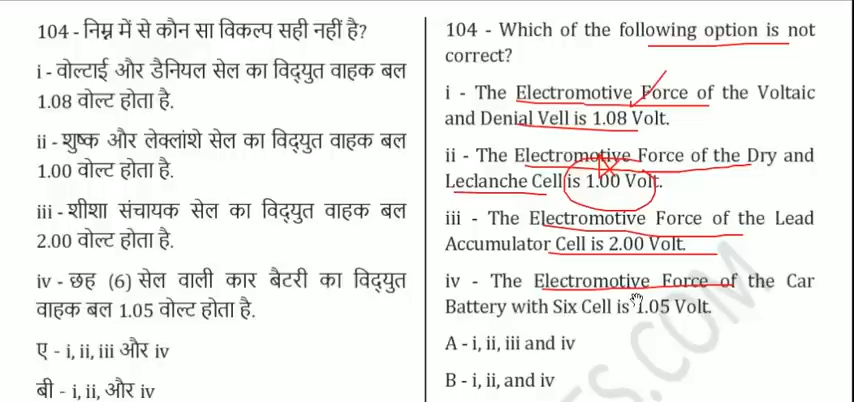 104 - निम्न में से कौन सा विकल्प सही नहीं है?
i - वोल्टाई और डैनियल सेल का विद्युत वाहक बल
1.08 वोल्ट होता है.
ii - शुष्क और लेक्लांशे सेल का विद्युत वाहक बल
1.00 वोल्ट होता है.
iii - शीशा संचायक सेल का विद्युत वाहक बल
2.00 वोल्ट होता है.
iv - छह (6) सेल वाली कार बैटरी का विद्युत
वाहक बल 1.05 वोल्ट होता है.
ए - i, ii, iii और iv
बी - i, ii, और iv
104 - Which of the following option is not
correct?
i - The Electromotive Force of the Voltaic
and Denial Vell is 1.08 Volt.
ii - The Electromotive Force of the Dry and
Leclanche Cell is 1.00 Volt.
iii - The Electromotive Force of the Lead
Accumulator Cell is 2.00 Volt.
iv - The Electromotive Force of the Car
Battery with Six Cell is 1.05 Volt.
A - i, ii, iii and iv
B - i, ii, and iv